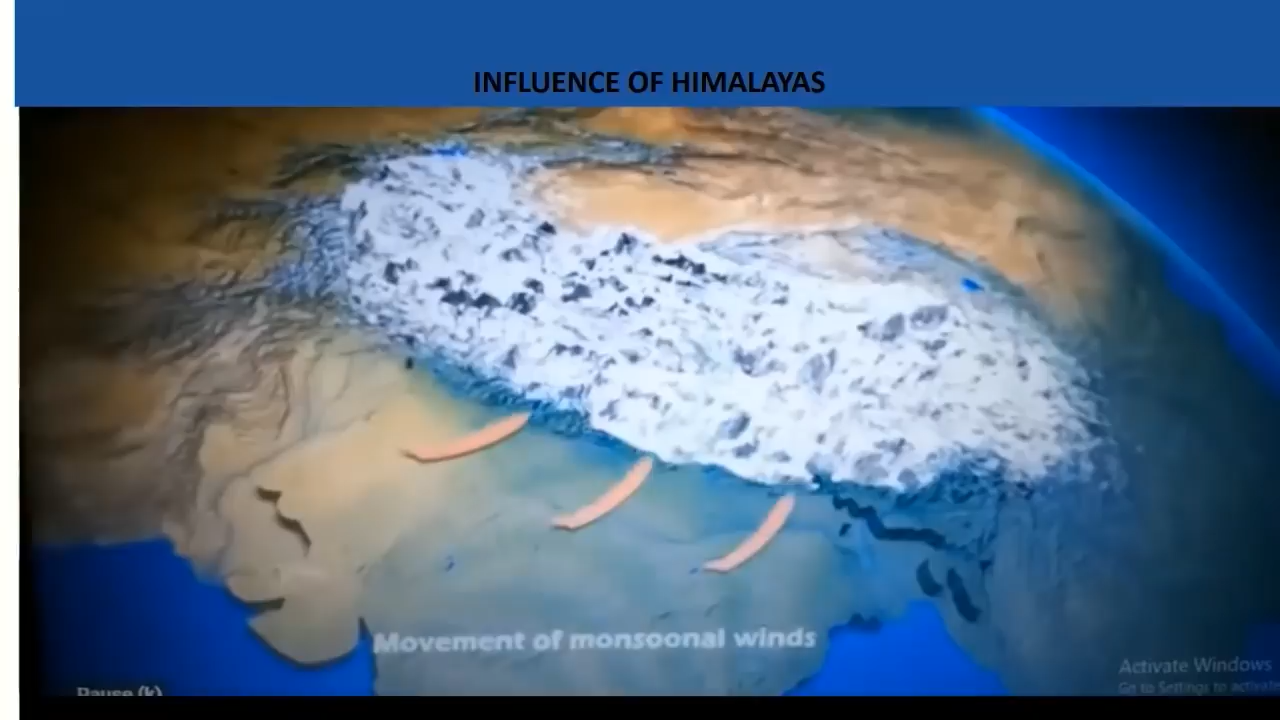 INFLUENCE OF HIMALAYAS
Movement of monsoonal winds
Activate Windows
Go to Settings to activate
Pause (k)